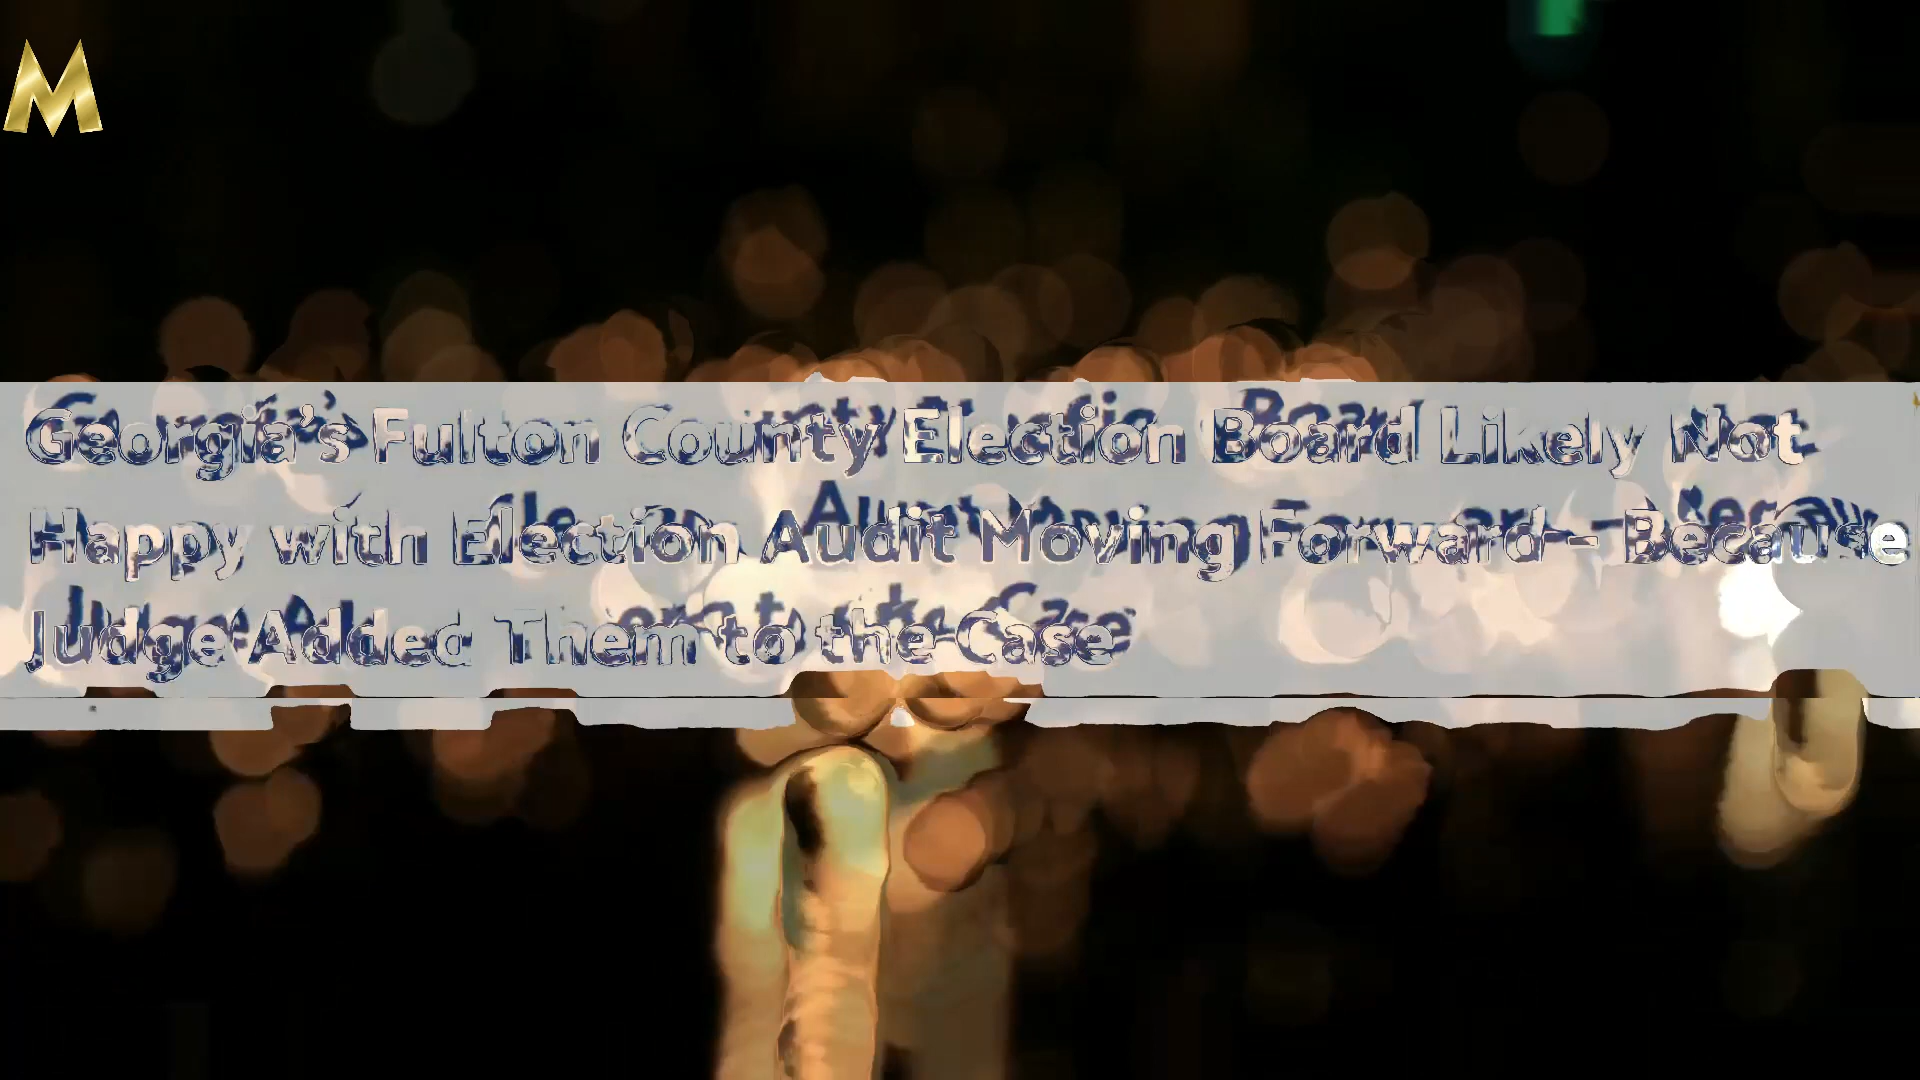 M
Georgia’s Fulton County Election Board Likely Not
Happy with Election Audit Moving Forward – Because
Judge Added Them to the Case